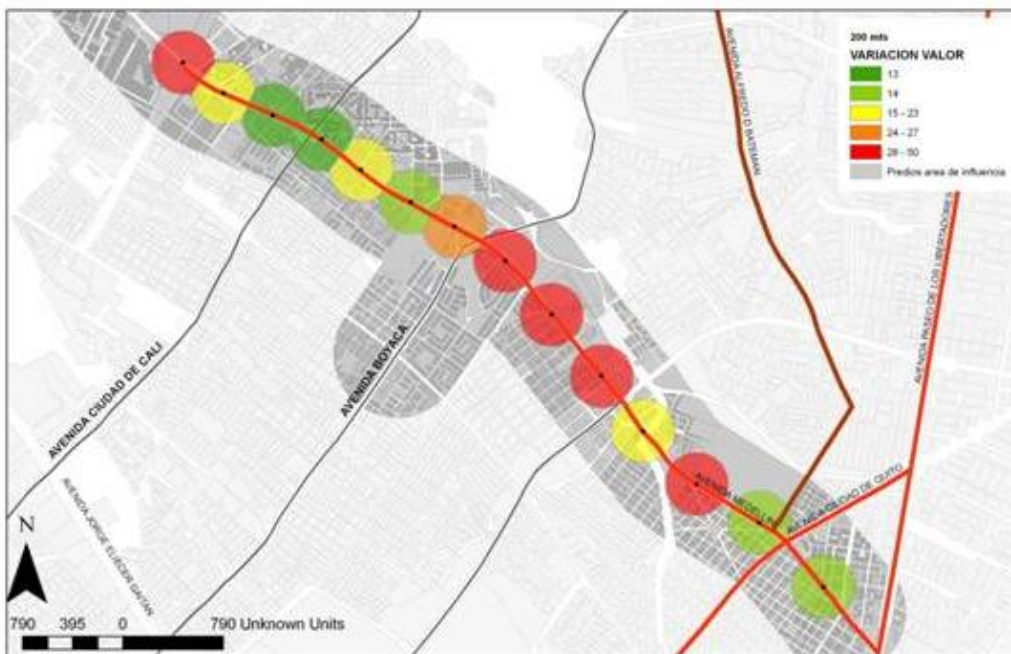 200 mts
VARIACION VALOR
13
14
15 - 23
24 - 27
28 - 50
Predios area de influencia
AVENIDA ALFREDO D BATEMAN
AVENIDA PASEO DE LOS LIBERTADORES
AVENIDA CIUDAD DE CALI
AVENIDA BOYACA
AVENIDA JORGE ELIECER GAITAN
AVENIDA MEDELLIN
AVENIDA CIUDAD DE QUITO
N
790 395 0 790 Unknown Units